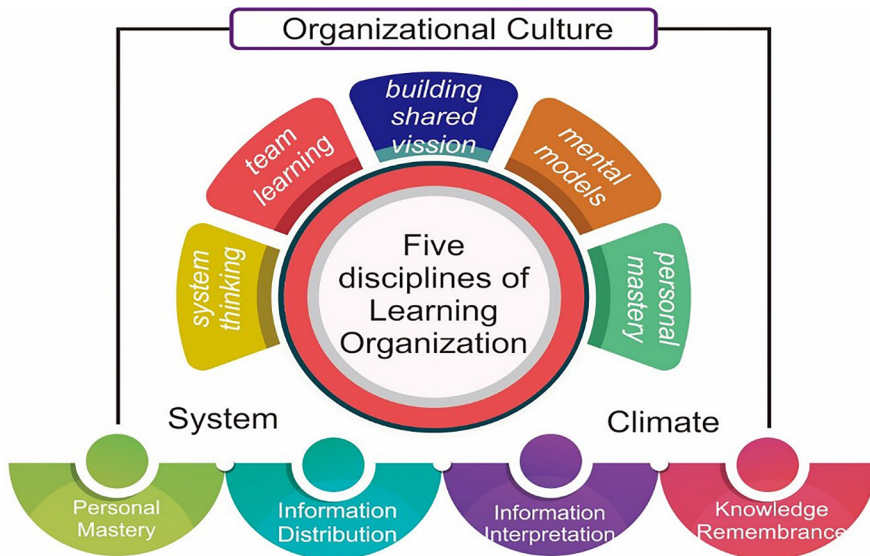 Organizational Culture
building
shared
vission
team
learning
mental
models
system
thinking
personal
mastery
Five
disciplines of
Learning
Organization
System
Climate
Personal
Mastery
Information
Distribution
Information
Interpretation
Knowledge
Remembrance